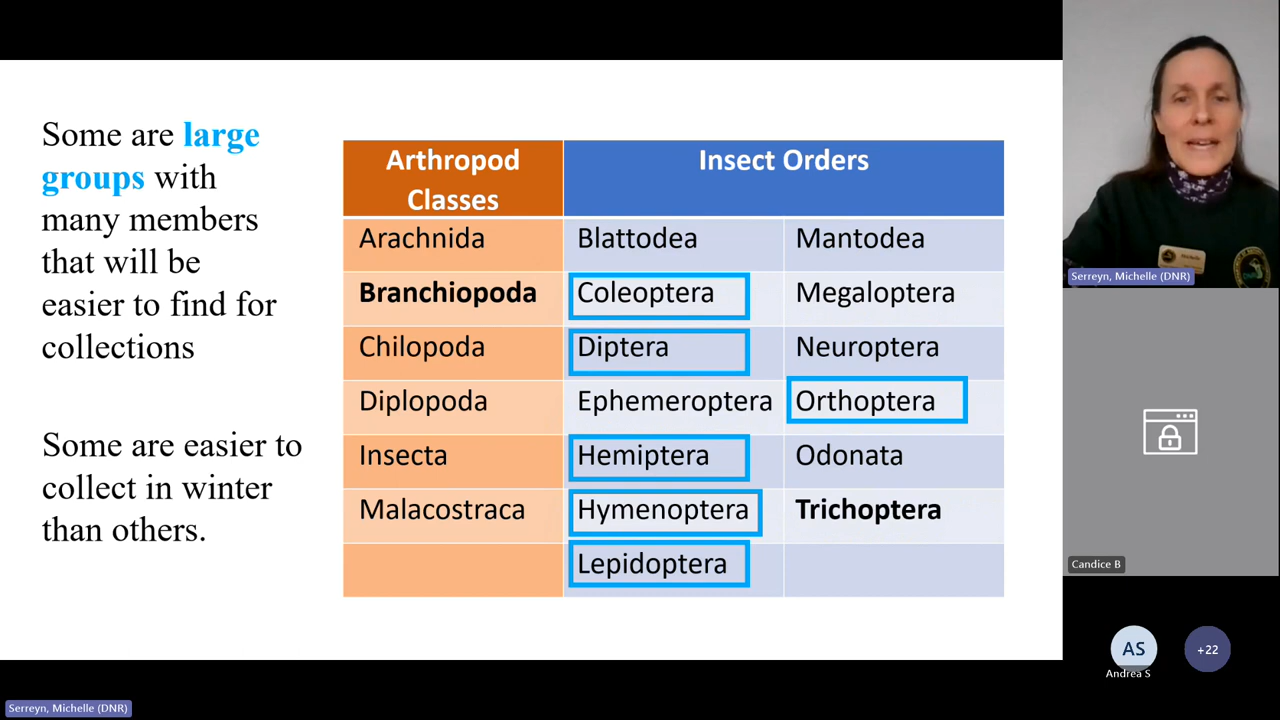 Some are large
groups with
many members
that will be
easier to find for
collections
Some are easier to
collect in winter
than others.
Arthropod
Classes
Insect Orders
Arachnida
Blattodea
Mantodea
Branchiopoda
Coleoptera
Megaloptera
Chilopoda
Diptera
Neuroptera
Diplopoda
Ephemeroptera
Orthoptera
Insecta
Hemiptera
Odonata
Malacostraca
Hymenoptera
Trichoptera
Lepidoptera
Serreyn, Michelle (DNR)
Candice B
AS
Andrea S
+22
Serreyn, Michelle (DNR)